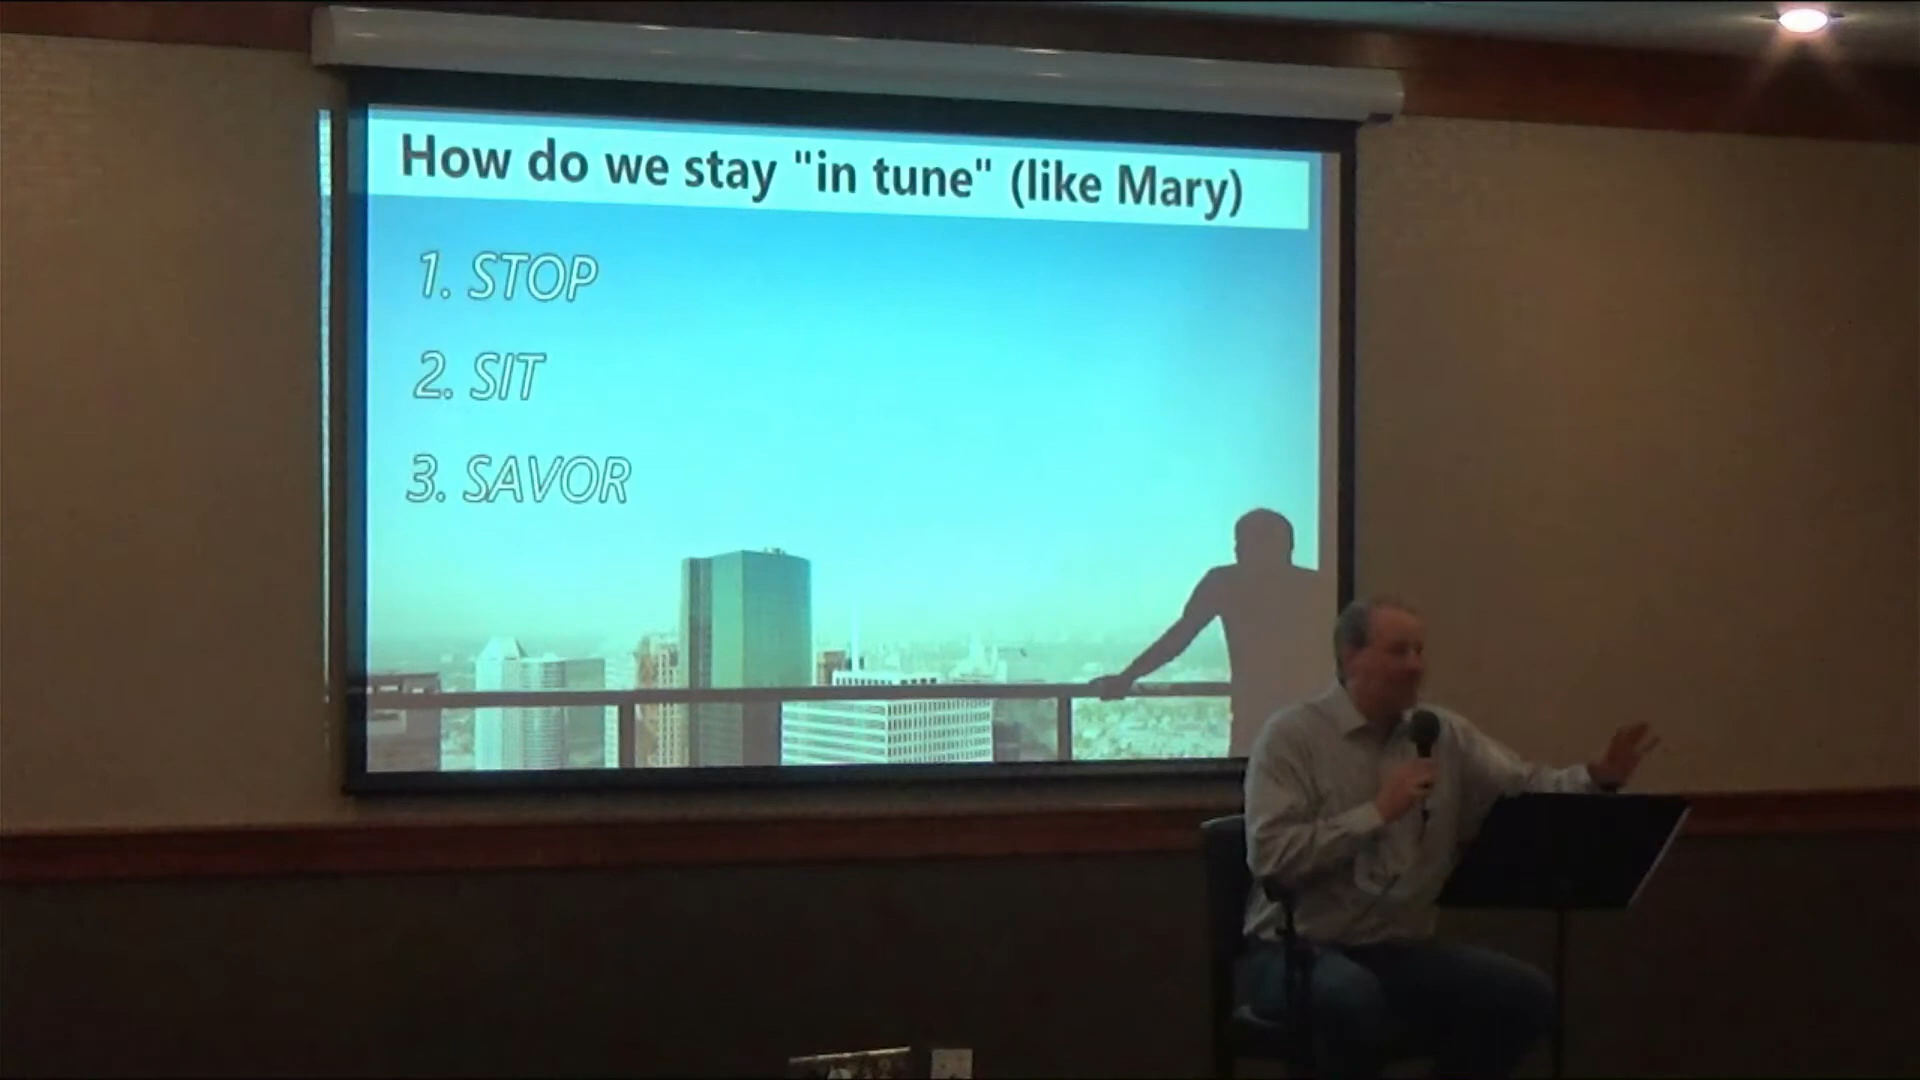 How do we stay "in tune" (like Mary)
1. STOP
2. SIT
3. SAVOR